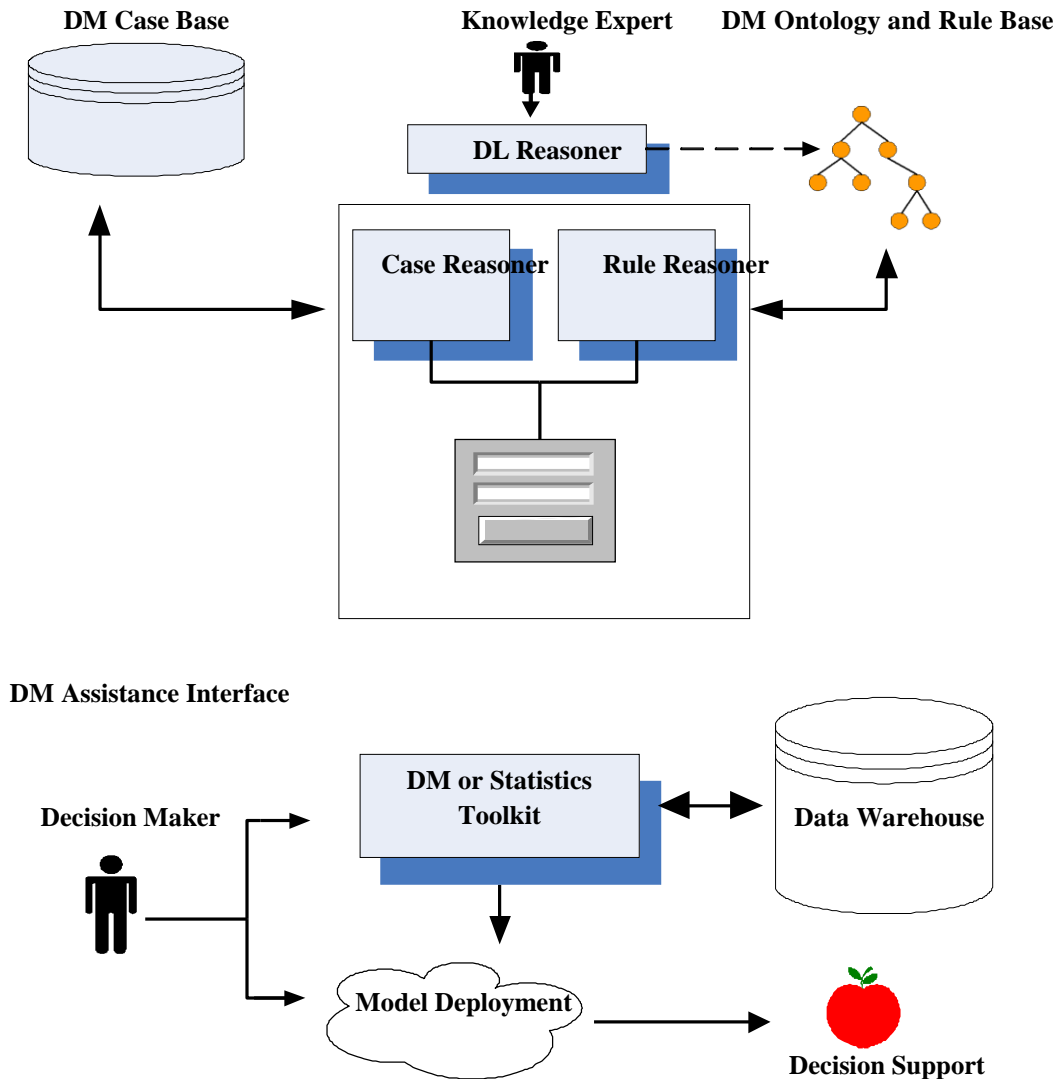 DM Case Base
Knowledge Expert
DM Ontology and Rule Base
DL Reasoner
Case Reasoner
Rule Reasoner
DM Assistance Interface
DM or Statistics
Toolkit
Decision Maker
Data Warehouse
Model Deployment
Decision Support